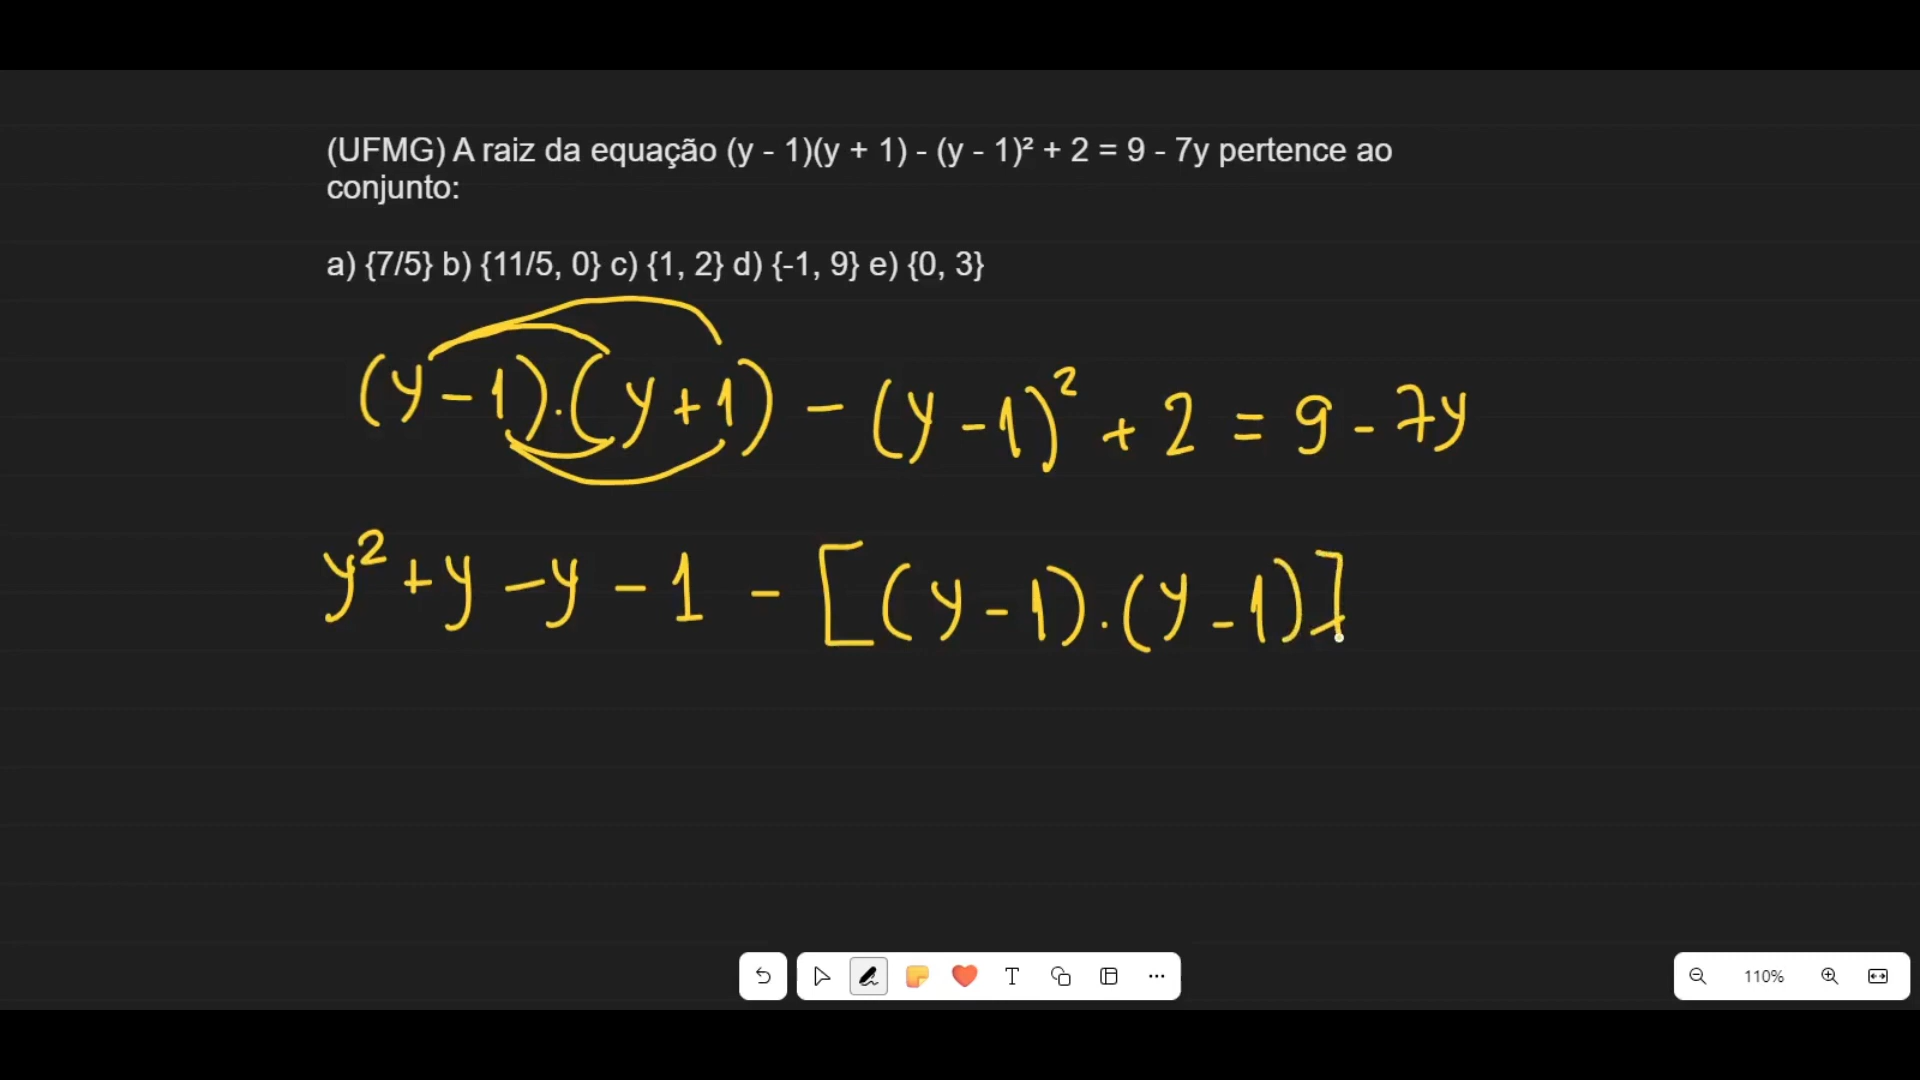 (UFMG) A raiz da equação (y - 1)(y + 1) - (y - 1)² + 2 = 9 - 7y pertence ao
conjunto:
a) {7/5} b) {11/5, 0} c) {1, 2} d) {-1, 9} e) {0, 3}
(y - 1).(y + 1) - (y - 1)² + 2 = 9 - 7y
y² + y - y - 1 - [(y - 1).(y - 1)]
T
110%